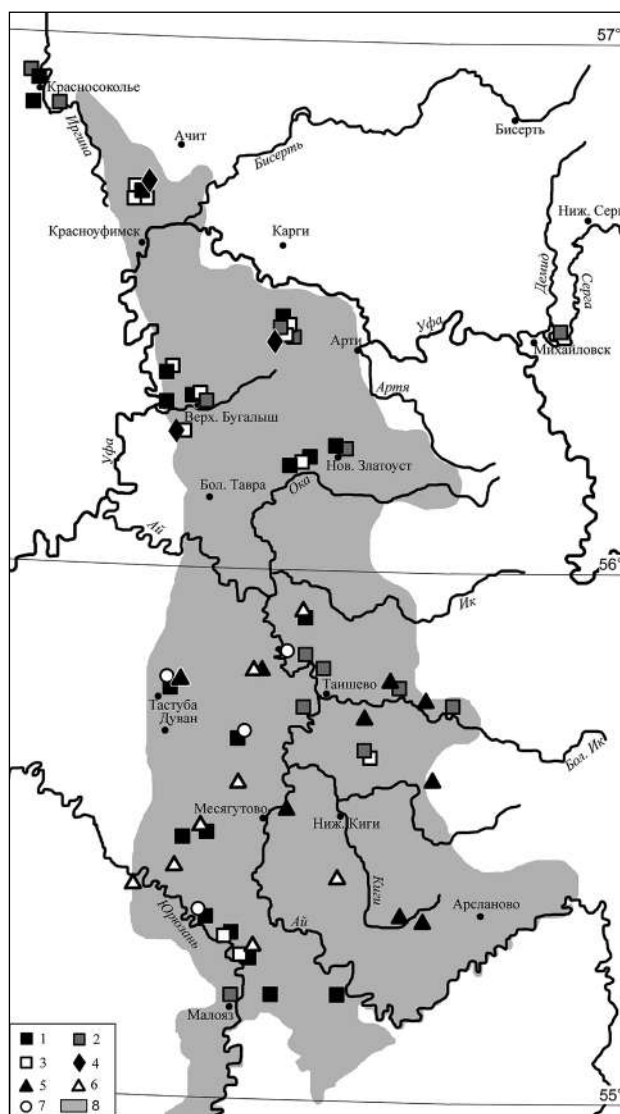 57°
Красносоколье
Иргина
Ачит
Бисерть
Бисерть
Ниж. Серг
Красноуфимск
Карги
Демид
Серга
Уфа
Михайловск
Арти
Артя
Верх. Бугалыш
Нов. Златоуст
Уфа
Бол. Тавра
Ока
Ай
56°
Ик
Таишево
Тастуба
Дуван
Бол. Ик
Месягутово
Ниж. Киги
Киги
Арсланово
Юрюзань
Ай
Малояз
1 2
3 4
5 6
7 8
55°